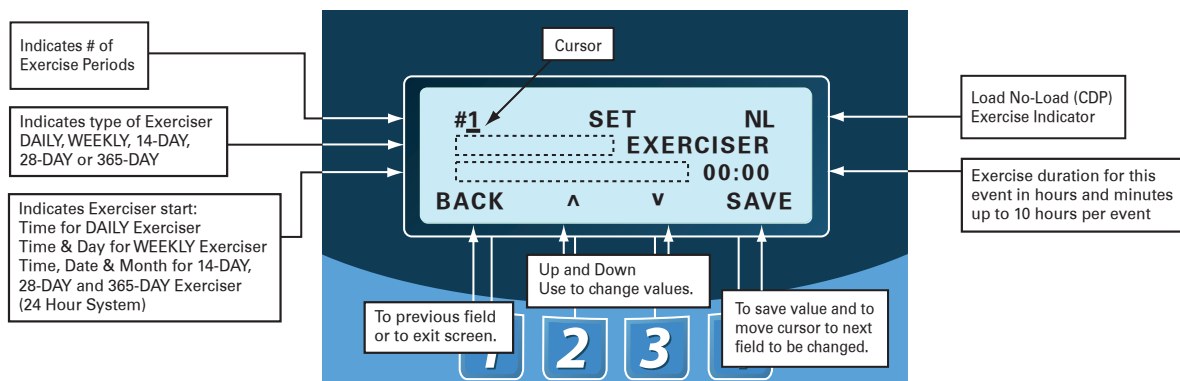 Indicates # of
Exercise Periods
Indicates type of Exerciser
DAILY, WEEKLY, 14-DAY,
28-DAY or 365-DAY
Indicates Exerciser start:
Time for DAILY Exerciser
Time & Day for WEEKLY Exerciser
Time, Date & Month for 14-DAY,
28-DAY and 365-DAY Exerciser
(24 Hour System)
Cursor
#1 SET NL
EXERCISER
00:00
BACK ʌ v SAVE
Load No-Load (CDP)
Exercise Indicator
Exercise duration for this
event in hours and minutes
up to 10 hours per event
To previous field
or to exit screen.
Up and Down
Use to change values.
To save value and to
move cursor to next
field to be changed.
1 2 3